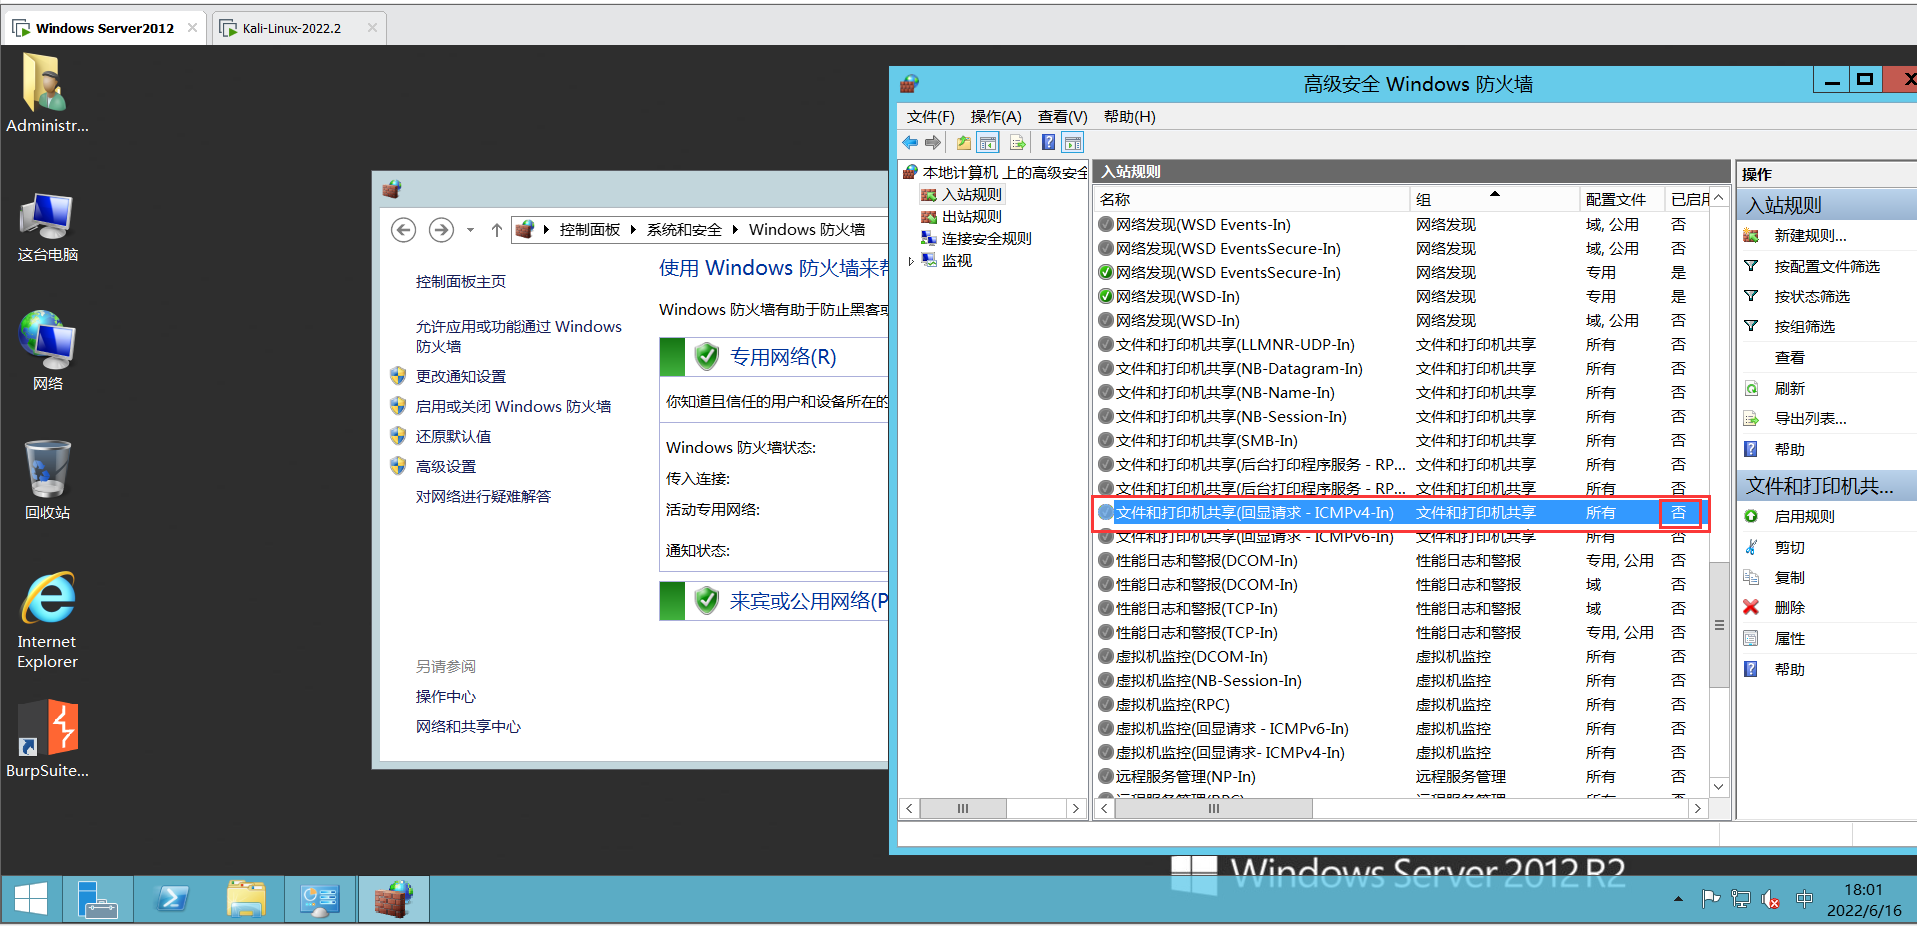 Windows Server2012
Kali-Linux-2022.2
Administr...
这台电脑
网络
回收站
Internet
Explorer
BurpSuite...
控制面板
系统和安全
Windows 防火墙
控制面板主页
允许应用或功能通过 Windows
防火墙
更改通知设置
启用或关闭 Windows 防火墙
还原默认值
高级设置
对网络进行疑难解答
另请参阅
操作中心
网络和共享中心
使用 Windows 防火墙来帮
Windows 防火墙有助于防止黑客或
专用网络(R)
你知道且信任的用户和设备所在的
Windows 防火墙状态:
传入连接:
活动专用网络:
通知状态:
来宾或公用网络(P
高级安全 Windows 防火墙
文件(F) 操作(A) 查看(V) 帮助(H)
本地计算机 上的高级安全
入站规则
出站规则
连接安全规则
监视
入站规则
名称 组 配置文件 已启用
网络发现(WSD Events-In) 网络发现 域, 公用 否
网络发现(WSD EventsSecure-In) 网络发现 域, 公用 否
网络发现(WSD EventsSecure-In) 网络发现 专用 是
网络发现(WSD-In) 网络发现 专用 是
网络发现(WSD-In) 网络发现 域, 公用 否
文件和打印机共享(LLMNR-UDP-In) 文件和打印机共享 所有 否
文件和打印机共享(NB-Datagram-In) 文件和打印机共享 所有 否
文件和打印机共享(NB-Name-In) 文件和打印机共享 所有 否
文件和打印机共享(NB-Session-In) 文件和打印机共享 所有 否
文件和打印机共享(SMB-In) 文件和打印机共享 所有 否
文件和打印机共享(后台打印程序服务 - RP... 文件和打印机共享 所有 否
文件和打印机共享(后台打印程序服务 - RP... 文件和打印机共享 所有 否
文件和打印机共享(回显请求 - ICMPv4-In) 文件和打印机共享 所有 否
文件和打印机共享(回显请求 - ICMPv6-In) 文件和打印机共享 所有 否
性能日志和警报(DCOM-In) 性能日志和警报 专用, 公用 否
性能日志和警报(DCOM-In) 性能日志和警报 域 否
性能日志和警报(TCP-In) 性能日志和警报 域 否
性能日志和警报(TCP-In) 性能日志和警报 专用, 公用 否
虚拟机监控(DCOM-In) 虚拟机监控 所有 否
虚拟机监控(NB-Session-In) 虚拟机监控 所有 否
虚拟机监控(RPC) 虚拟机监控 所有 否
虚拟机监控(回显请求 - ICMPv6-In) 虚拟机监控 所有 否
虚拟机监控(回显请求- ICMPv4-In) 虚拟机监控 所有 否
远程服务管理(NP-In) 远程服务管理 所有 否
远程服务管理(RPC) 远程服务管理 所有 否
操作
入站规则
新建规则...
按配置文件筛选
按状态筛选
按组筛选
查看
刷新
导出列表...
帮助
文件和打印机共...
启用规则
剪切
复制
删除
属性
帮助
Windows Server 2012 R2
中
18:01
2022/6/16